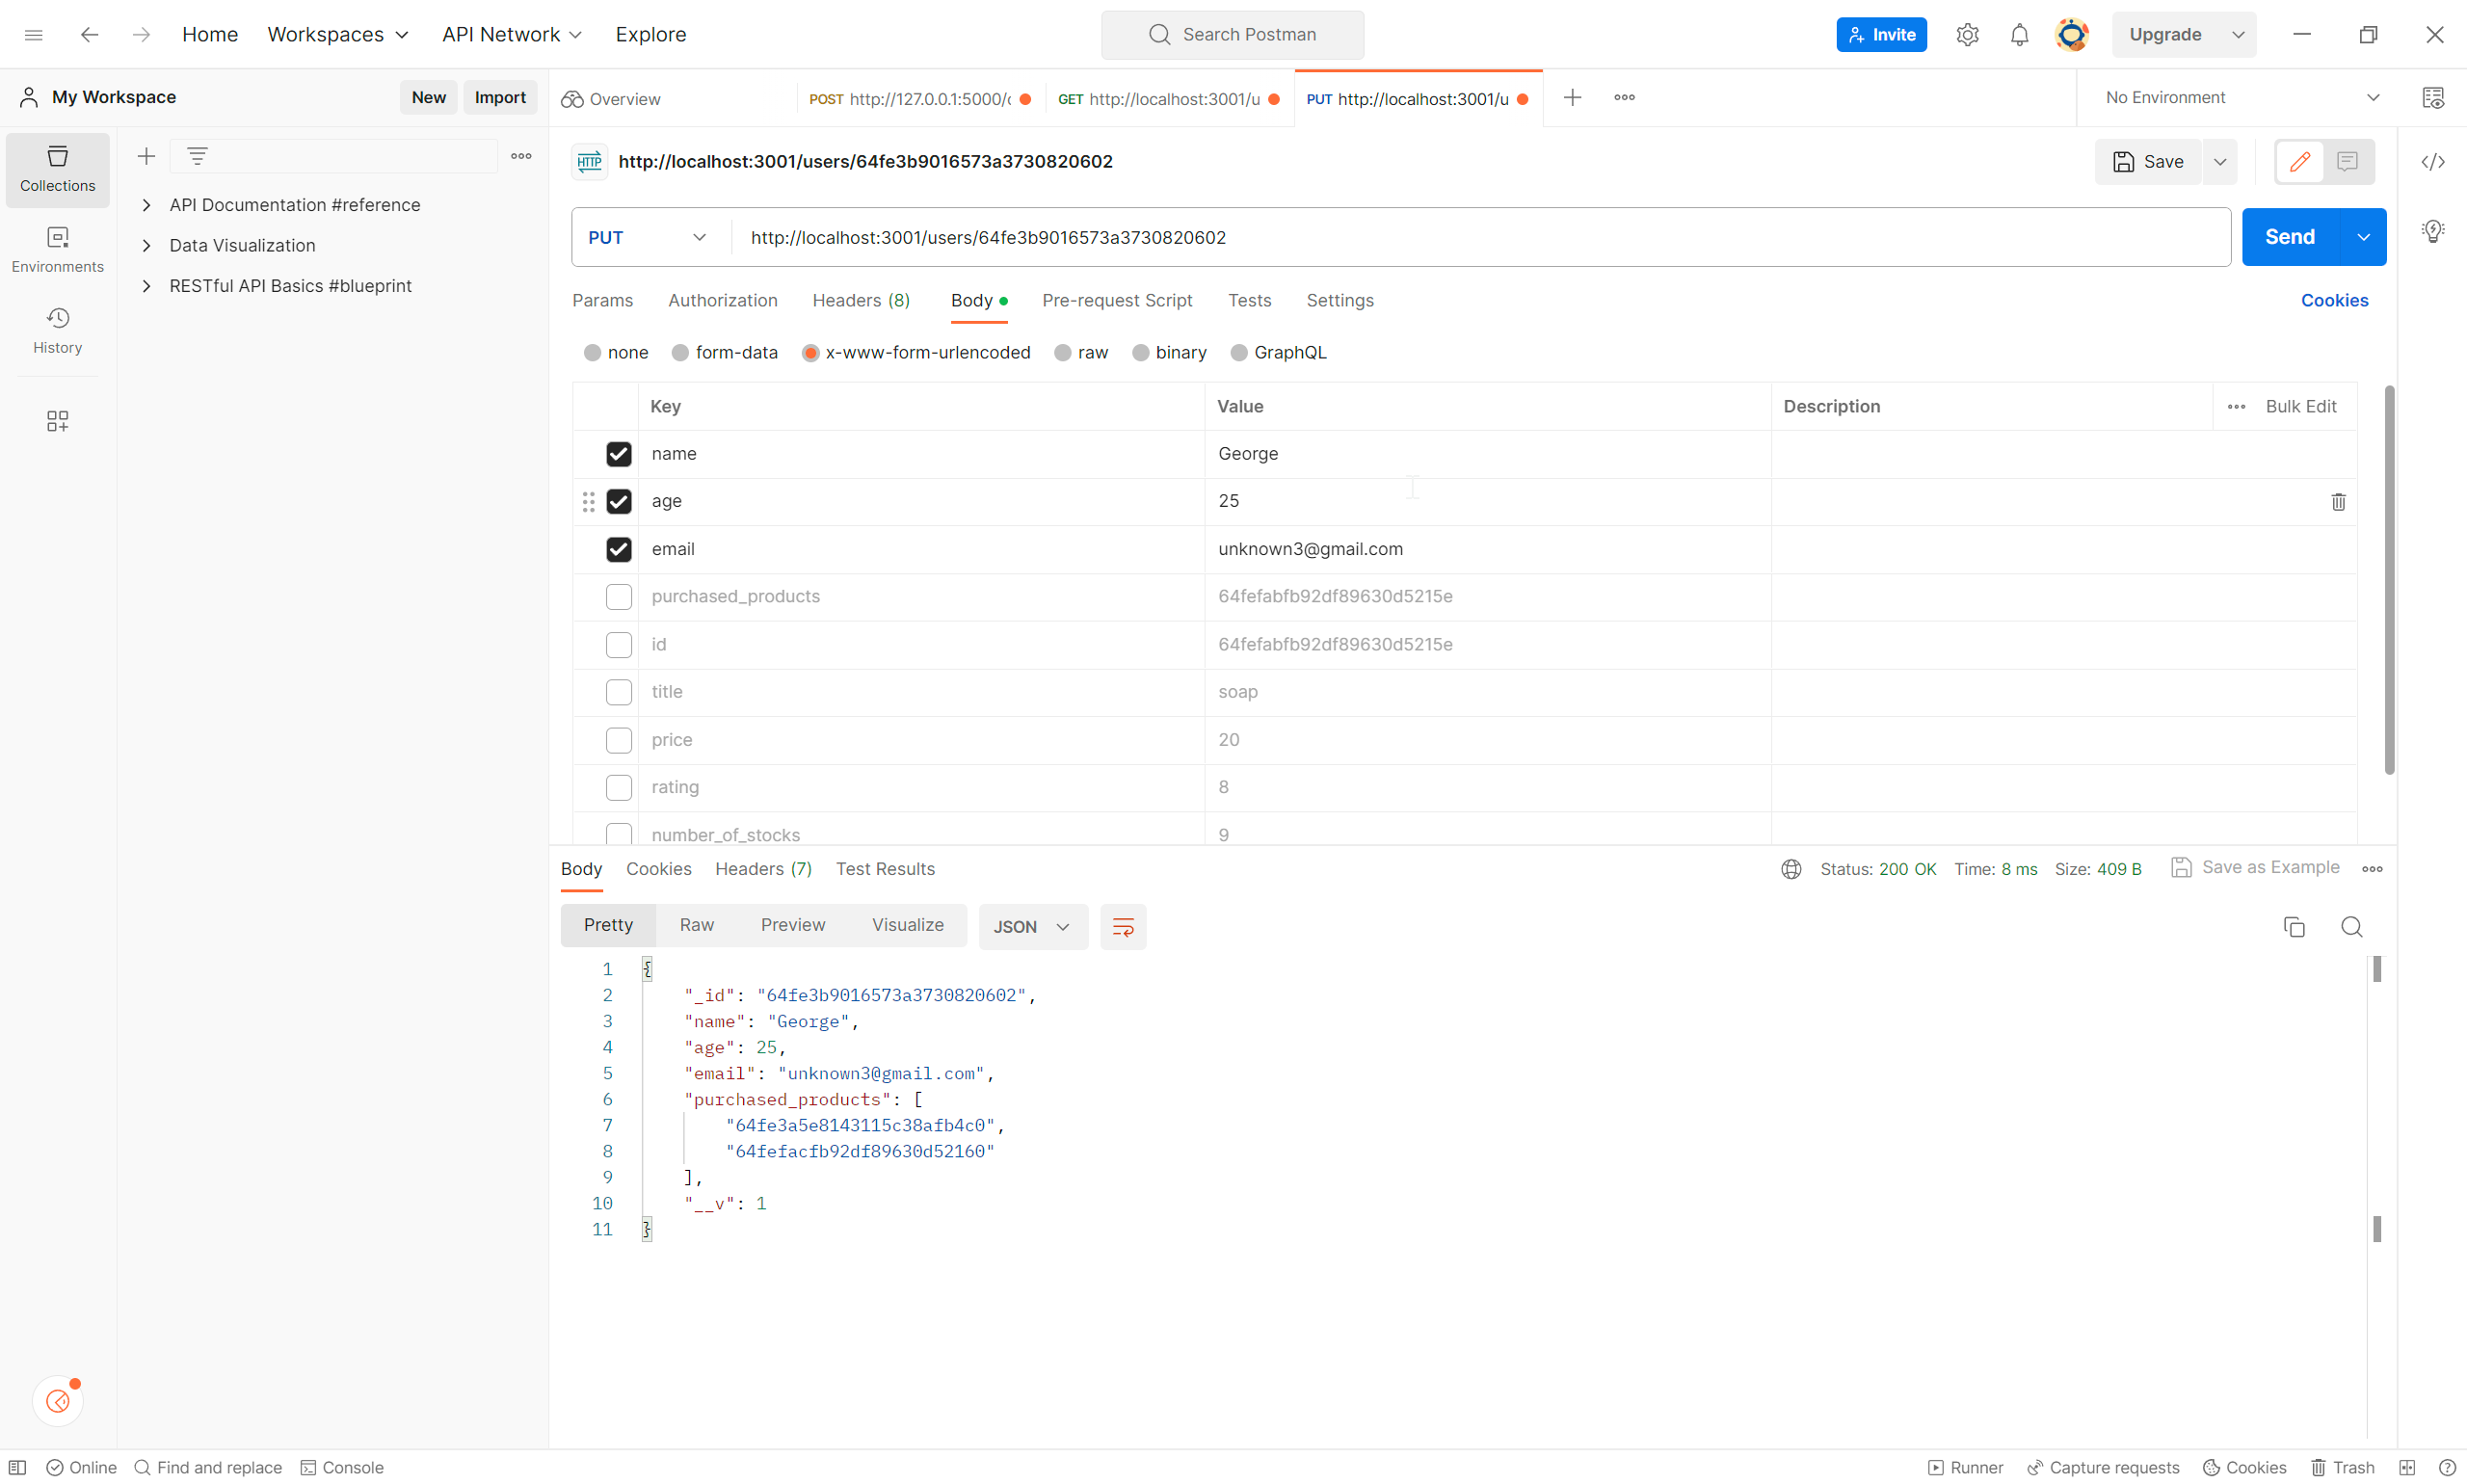 Home Workspaces API Network Explore Search Postman Invite Upgrade
My Workspace New Import Overview POST http://127.0.0.1:5000/ GET http://localhost:3001/u PUT http://localhost:3001/u No Environment
Collections
Environments
History
API Documentation #reference
Data Visualization
RESTful API Basics #blueprint
HTTP http://localhost:3001/users/64fe3b9016573a3730820602 Save
PUT http://localhost:3001/users/64fe3b9016573a3730820602 Send
Params Authorization Headers (8) Body Pre-request Script Tests Settings Cookies
none form-data x-www-form-urlencoded raw binary GraphQL
Key Value Description Bulk Edit
name George
age 25
email unknown3@gmail.com
purchased_products 64fefabfb92df89630d5215e
id 64fefabfb92df89630d5215e
title soap
price 20
rating 8
number_of_stocks 9
Body Cookies Headers (7) Test Results Status: 200 OK Time: 8 ms Size: 409 B Save as Example
Pretty Raw Preview Visualize JSON
1 {
2 "_id": "64fe3b9016573a3730820602",
3 "name": "George",
4 "age": 25,
5 "email": "unknown3@gmail.com",
6 "purchased_products": [
7 "64fe3a5e8143115c38afb4c0",
8 "64fefacfb92df89630d52160"
9 ],
10 "__v": 1
11 }
Online Find and replace Console Runner Capture requests Cookies Trash